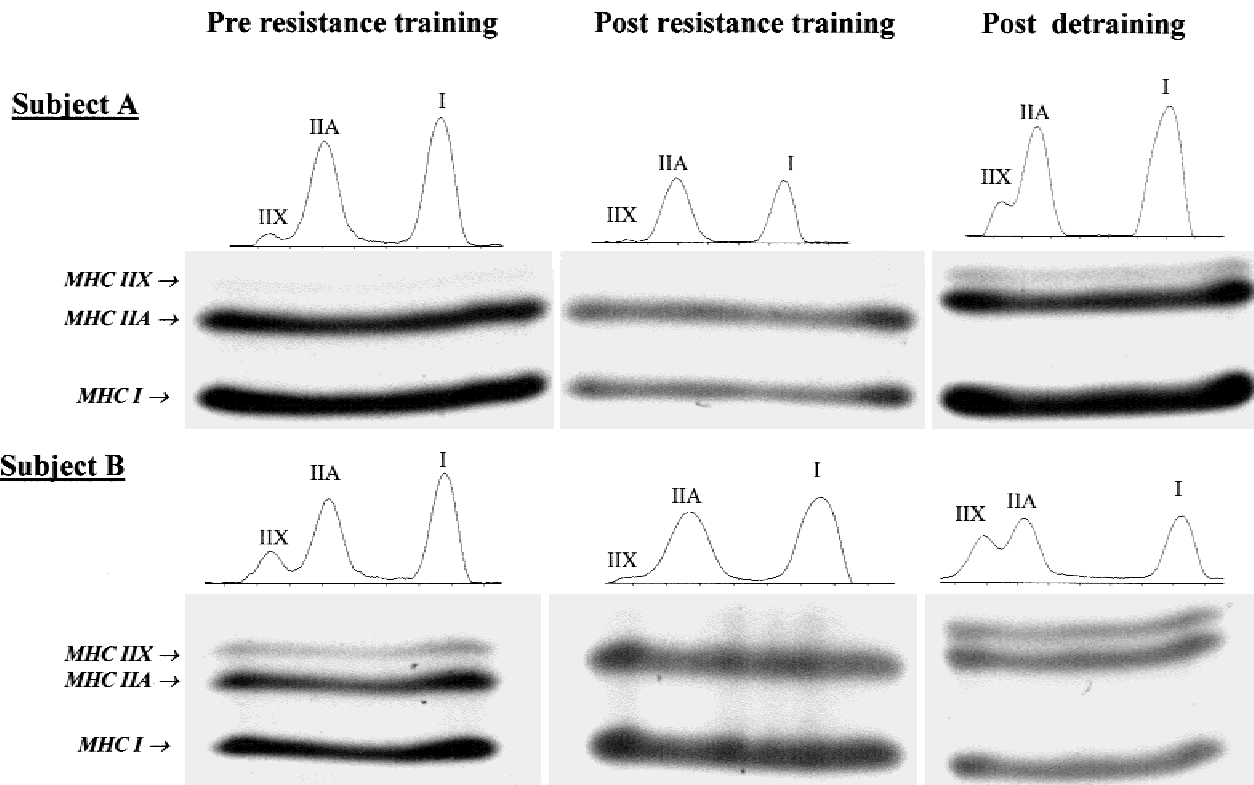 Pre resistance training
Post resistance training
Post detraining
Subject A
IIX
IIA
I
IIX
IIA
I
IIX
IIA
I
MHC IIX →
MHC IIA →
MHC I →
Subject B
IIX
IIA
I
IIX
IIA
I
IIX
IIA
I
MHC IIX →
MHC IIA →
MHC I →